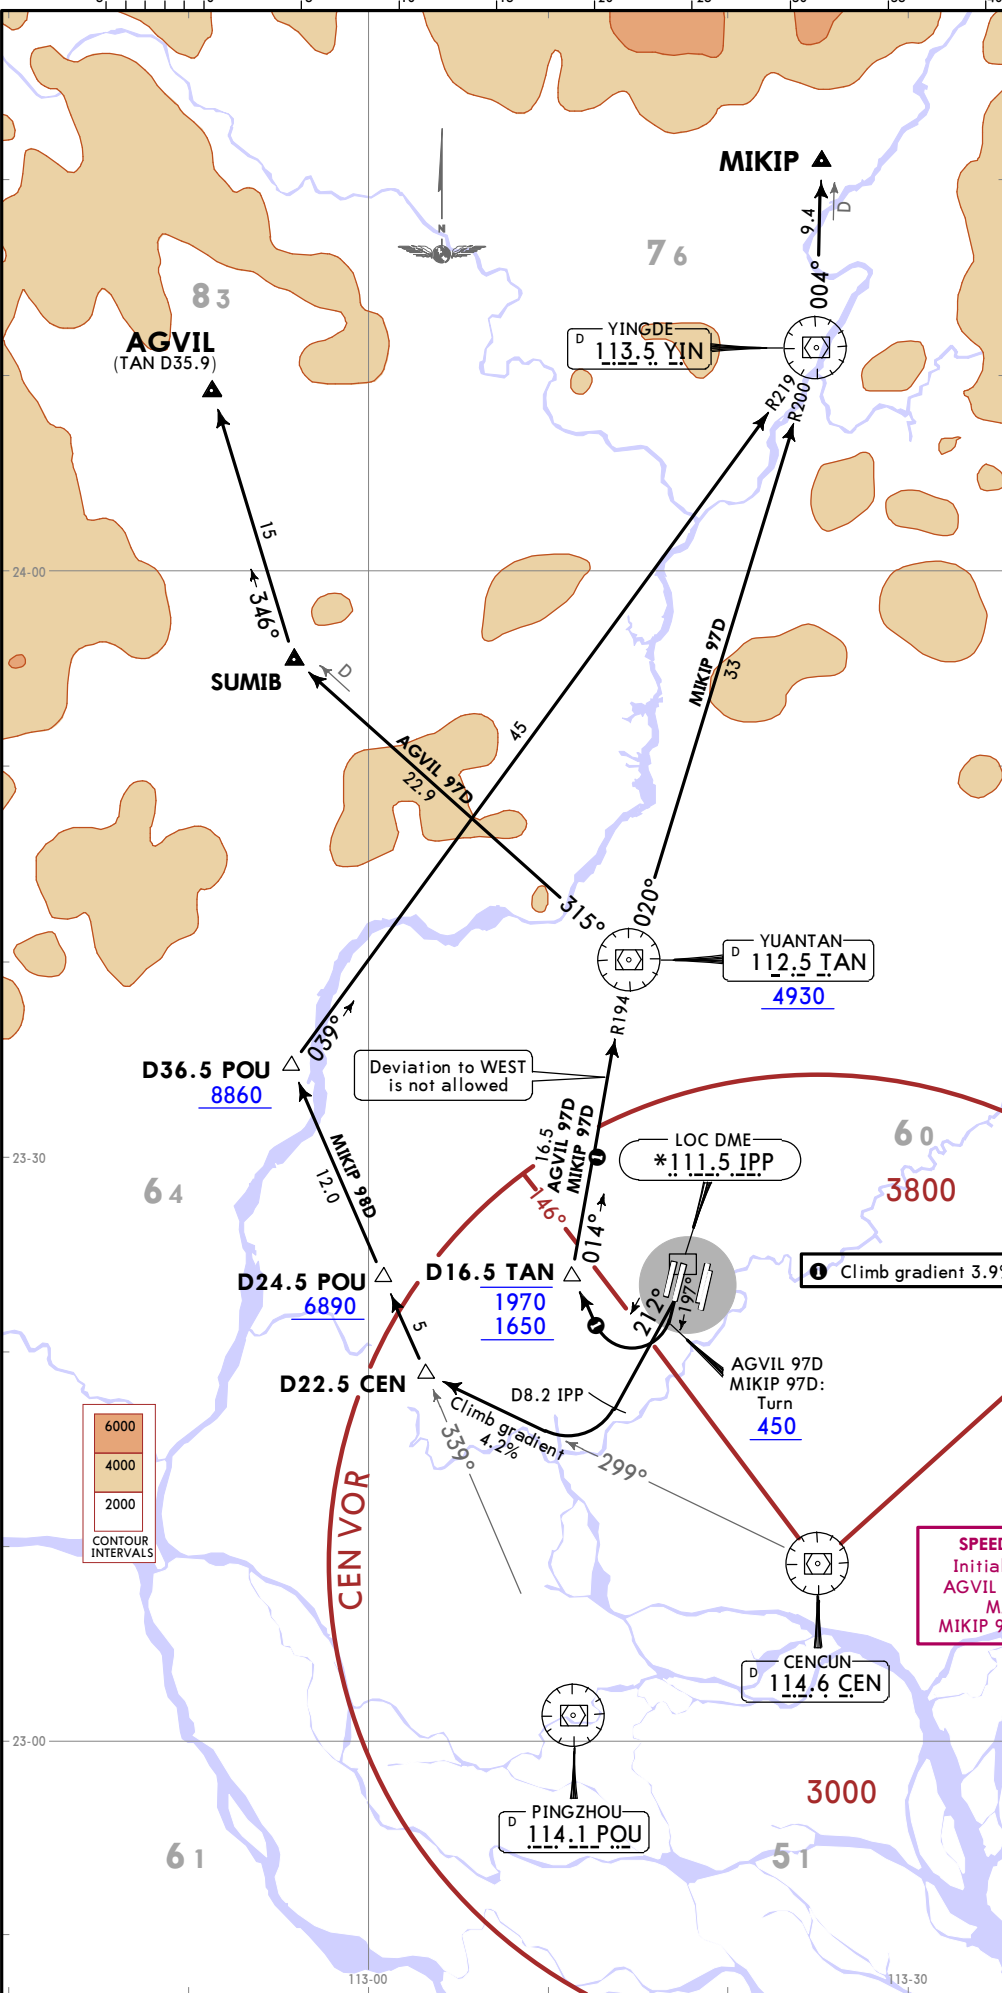 MIKIP
9.4
D
004°
N
76
83
YINGDE
D 113.5 YIN
AGVIL
(TAN D35.9)
R219
R200
15
24-00
346°
MIKIP 97D
33
SUMIB
D
45
AGVIL 97D
22.9
315°
020°
YUANTAN
D 112.5 TAN
4930
R194
039°
D36.5 POU
8860
Deviation to WEST
is not allowed
16.5
AGVIL 97D
MIKIP 97D
1
60
LOC DME
*111.5 IPP
23-30
64
MIKIP 98D
12.0
3800
146°
014°
D16.5 TAN
1970
1650
1 Climb gradient 3.9
D24.5 POU
6890
197°
212°
1
5
AGVIL 97D
MIKIP 97D:
Turn
450
D22.5 CEN
D8.2 IPP
Climb gradient
4.2%
339°
299°
6000
4000
2000
CONTOUR
INTERVALS
CEN VOR
SPEED
Initial
AGVIL
M
MIKIP 9
CENCUN
D 114.6 CEN
23-00
3000
PINGZHOU
D 114.1 POU
61
51
113-00
113-30